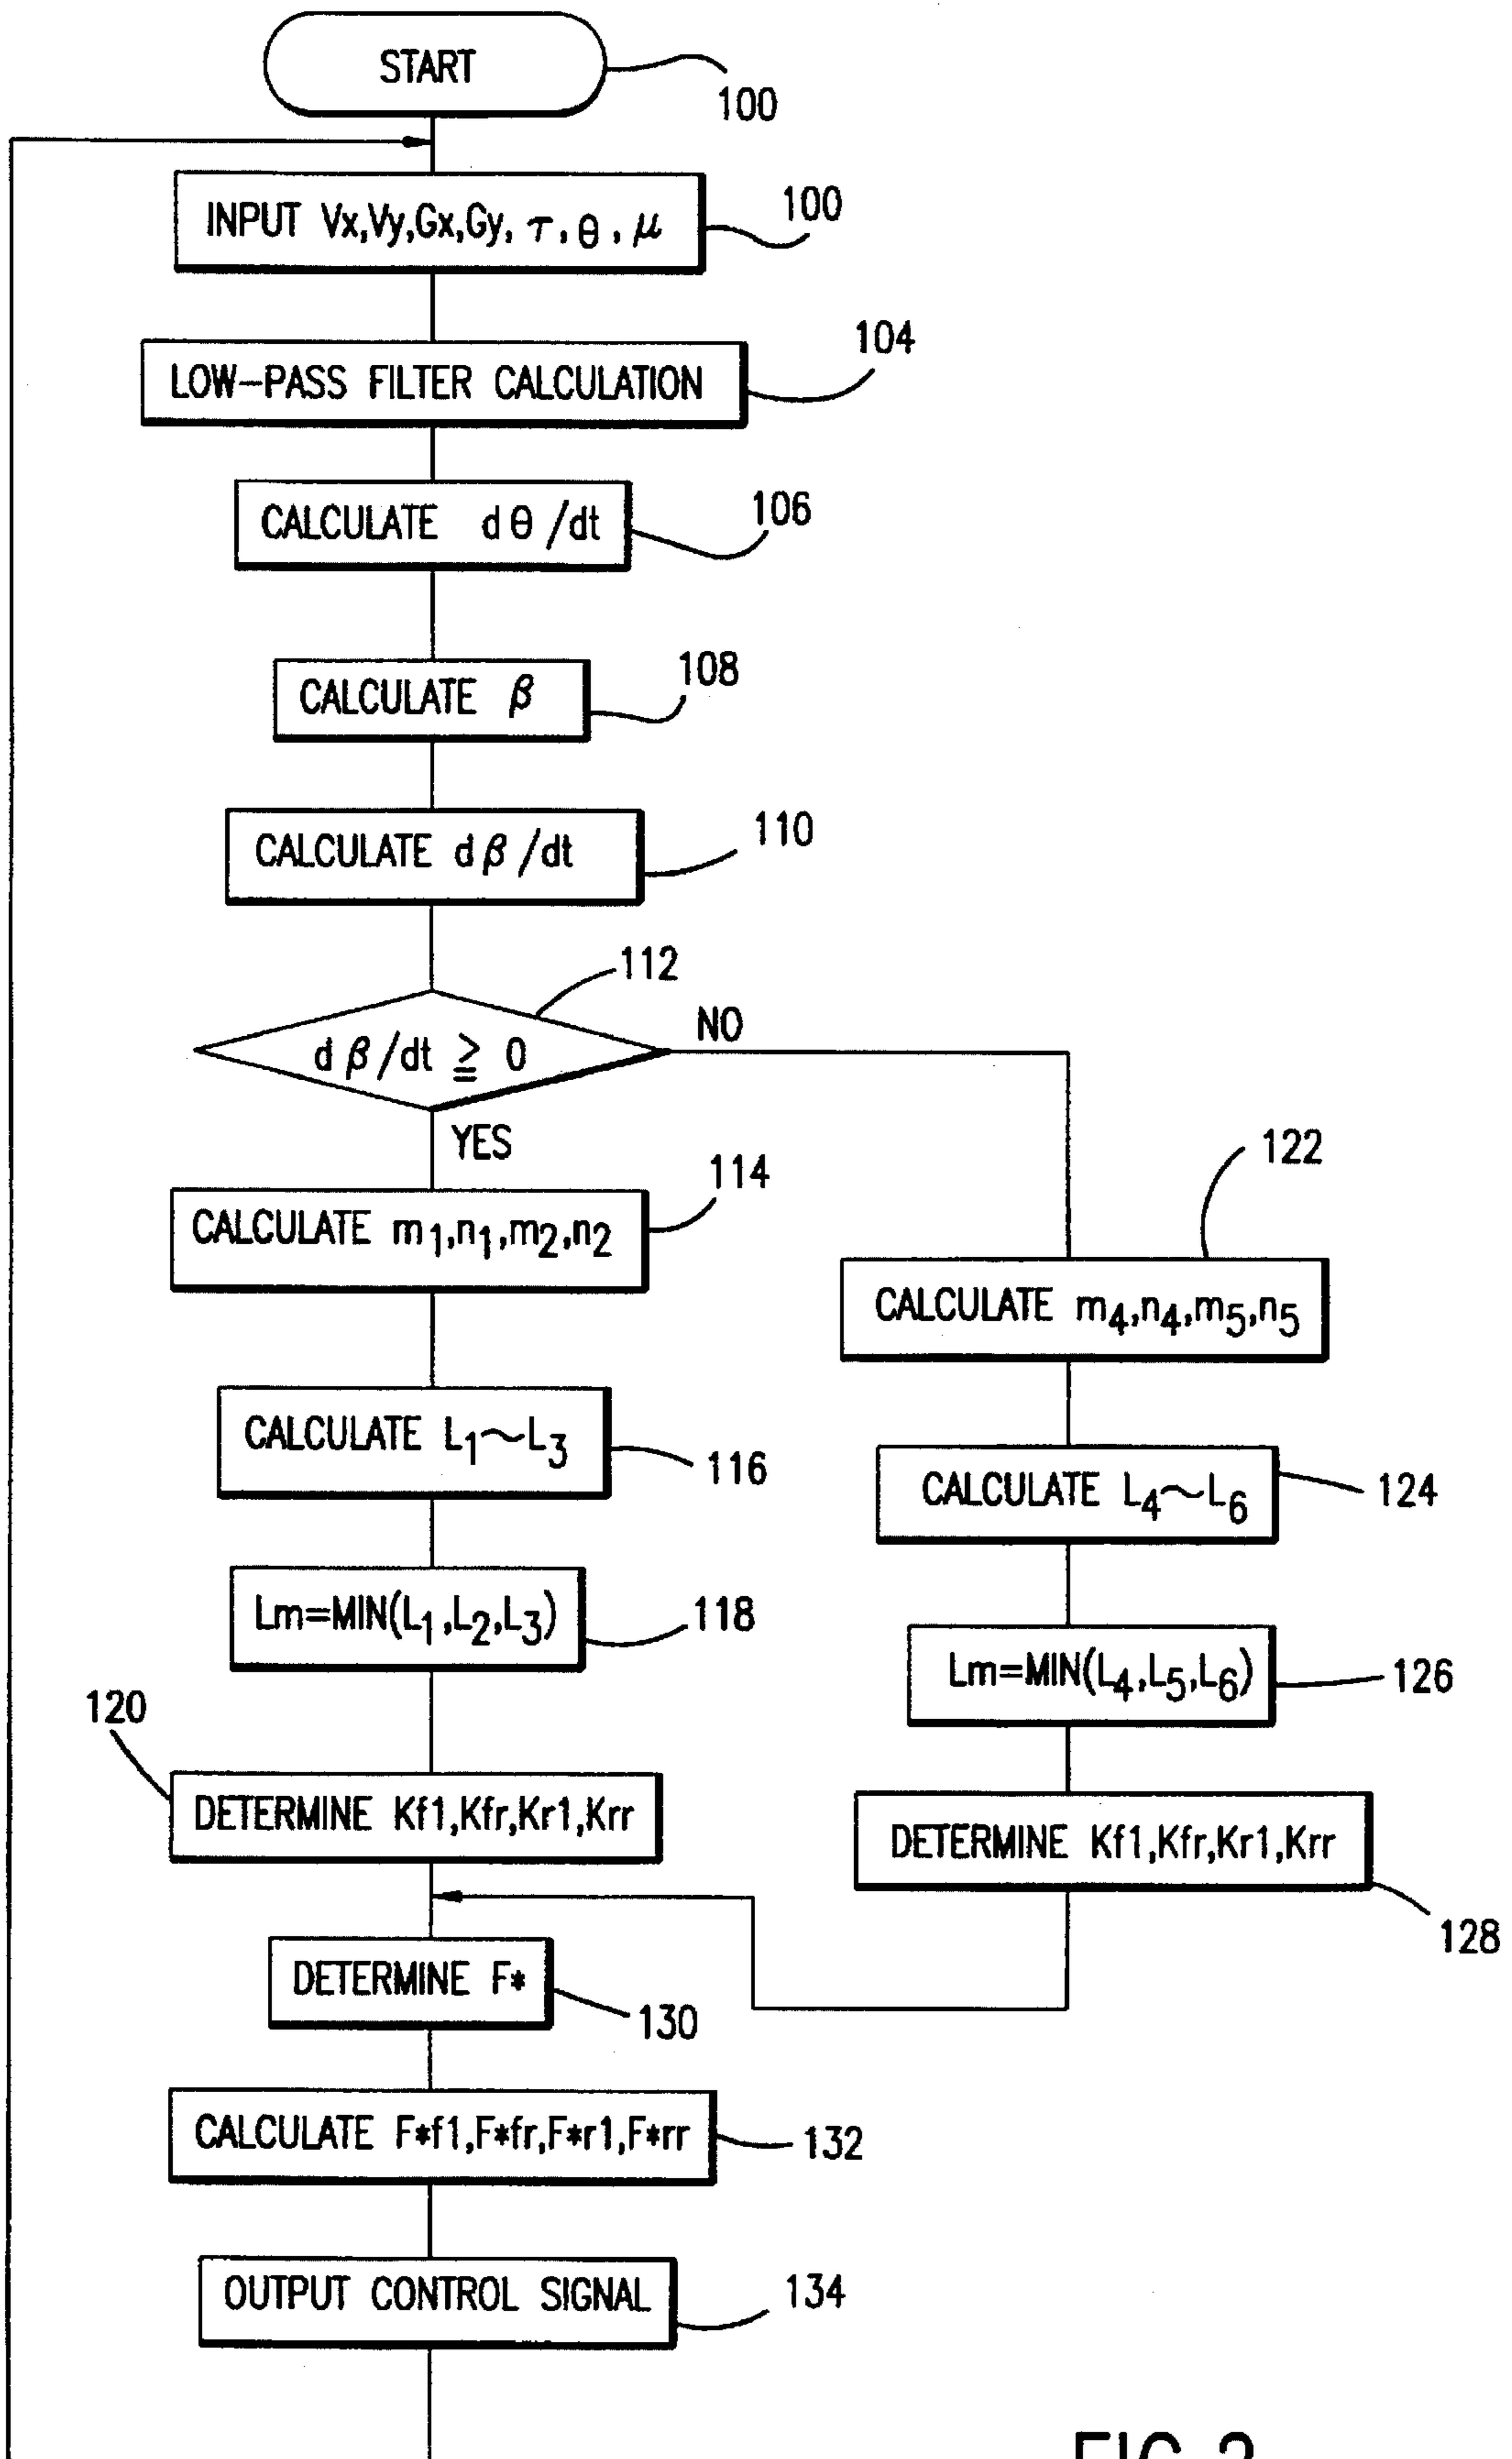 START
100
INPUT Vx,Vy,Gx,Gy, τ, θ, μ
100
LOW-PASS FILTER CALCULATION
104
CALCULATE dθ/dt
106
CALCULATE β
108
CALCULATE dβ/dt
110
112
dβ/dt ≧ 0
NO
YES
CALCULATE m1,n1,m2,n2
114
CALCULATE L1~L3
116
Lm=MIN(L1,L2,L3)
118
120
DETERMINE Kf1,Kfr,Kr1,Krr
122
CALCULATE m4,n4,m5,n5
CALCULATE L4~L6
124
Lm=MIN(L4,L5,L6)
126
DETERMINE Kf1,Kfr,Kr1,Krr
128
DETERMINE F*
130
CALCULATE F*f1,F*fr,F*r1,F*rr
132
OUTPUT CONTROL SIGNAL
134